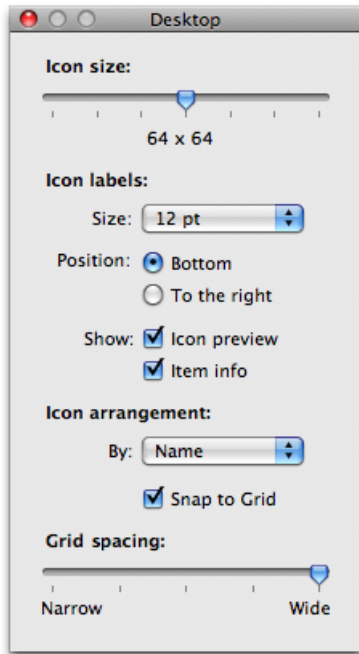 Desktop
Icon size:
64 x 64
Icon labels:
Size: 12 pt
Position: Bottom
To the right
Show: Icon preview
Item info
Icon arrangement:
By: Name
Snap to Grid
Grid spacing:
Narrow Wide